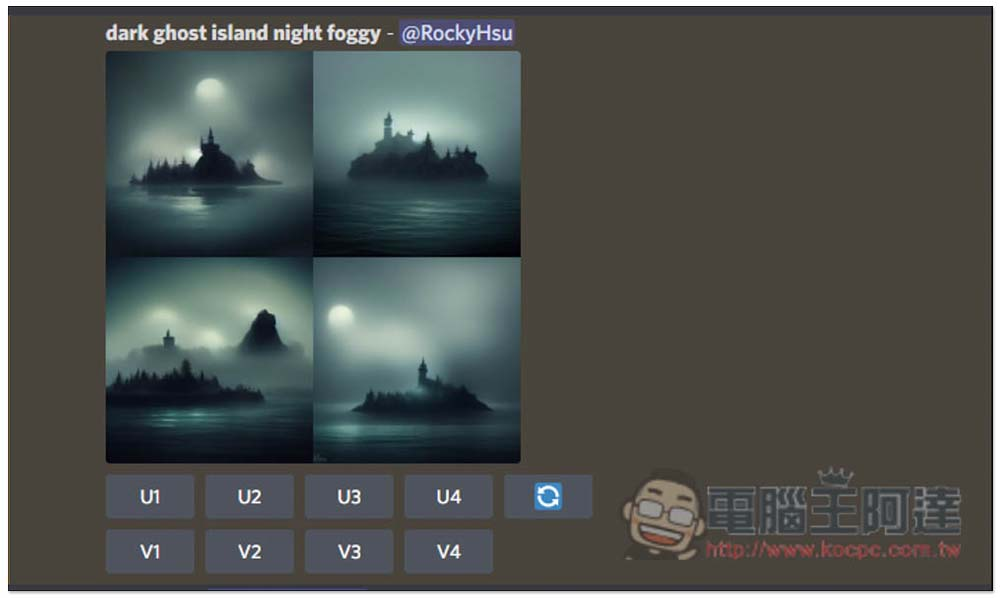 dark ghost island night foggy - @RockyHsu
U1 U2 U3 U4
V1 V2 V3 V4
電腦王阿達
http://www.kocpc.com.tw